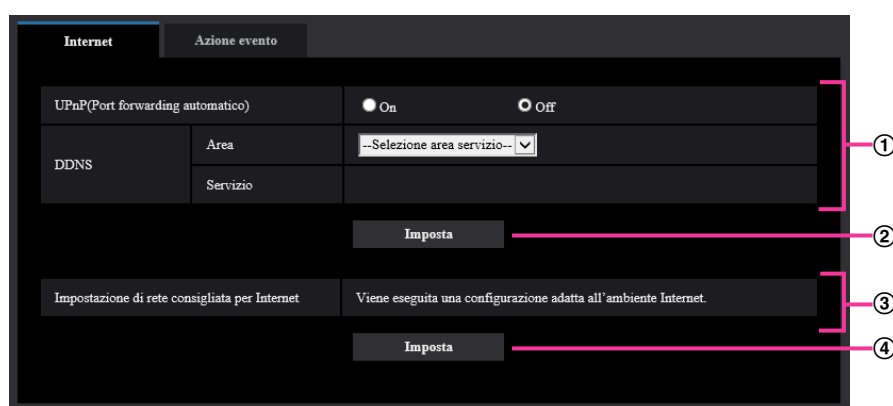 Internet Azione evento
UPnP(Port forwarding automatico) On Off
DDNS Area --Selezione area servizio--
Servizio
①
Imposta ②
Impostazione di rete consigliata per Internet Viene eseguita una configurazione adatta all'ambiente Internet. ③
Imposta ④